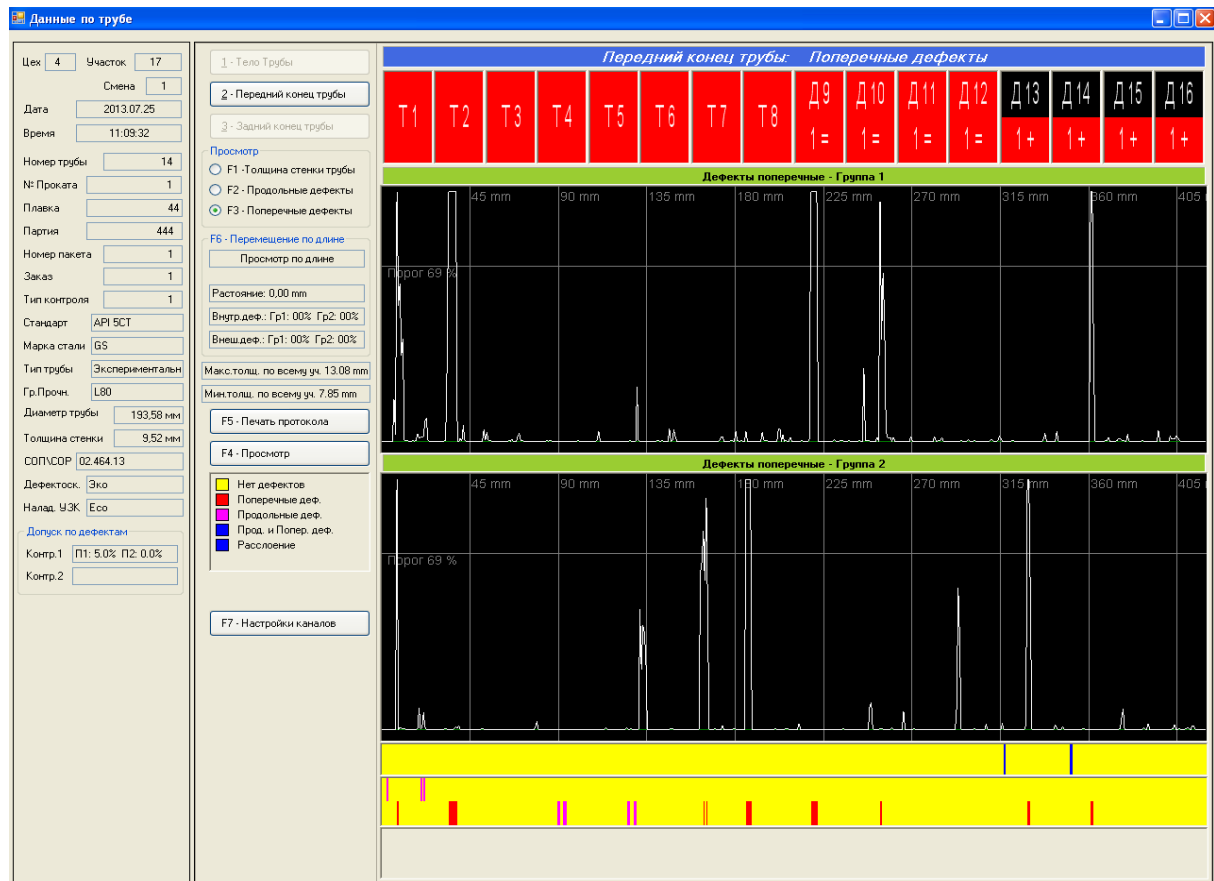 Данные по трубе
Цех 4 Участок 17
Смена 1
Дата 2013.07.25
Время 11:09:32
Номер трубы 14
№ Проката 1
Плавка 44
Партия 444
Номер пакета 1
Заказ 1
Тип контроля 1
Стандарт API 5CT
Марка стали GS
Тип трубы Экспериментальн
Гр.Прочн. L80
Диаметр трубы 193,58 мм
Толщина стенки 9,52 мм
СОП\СОР 02.464.13
Дефектоск. Эко
Налад. УЗК Eco
Допуск по дефектам
Контр.1 П1: 5.0% П2: 0.0%
Контр.2
1 - Тело Трубы
2 - Передний конец трубы
3 - Задний конец трубы
Просмотр
F1 -Толщина стенки трубы
F2 - Продольные дефекты
F3 - Поперечные дефекты
F6 - Перемещение по длине
Просмотр по длине
Растояние: 0,00 mm
Внутр.деф.: Гр1: 00% Гр2: 00%
Внеш.деф.: Гр1: 00% Гр2: 00%
Макс.толщ. по всему уч. 13.08 mm
Мин.толщ. по всему уч. 7.85 mm
F5 - Печать протокола
F4 - Просмотр
Нет дефектов
Поперечные деф.
Продольные деф.
Прод. и Попер. деф.
Расслоение
F7 - Настройки каналов
Передний конец трубы: Поперечные дефекты
Т1 Т2 Т3 Т4 Т5 Т6 Т7 Т8 Д9 Д10 Д11 Д12 Д13 Д14 Д15 Д16
1 = 1 = 1 = 1 = 1 + 1 + 1 + 1 +
Дефекты поперечные - Группа 1
45 mm 90 mm 135 mm 180 mm 225 mm 270 mm 315 mm 360 mm 405
Порог 69 %
Дефекты поперечные - Группа 2
45 mm 90 mm 135 mm 180 mm 225 mm 270 mm 315 mm 360 mm 405
Порог 69 %